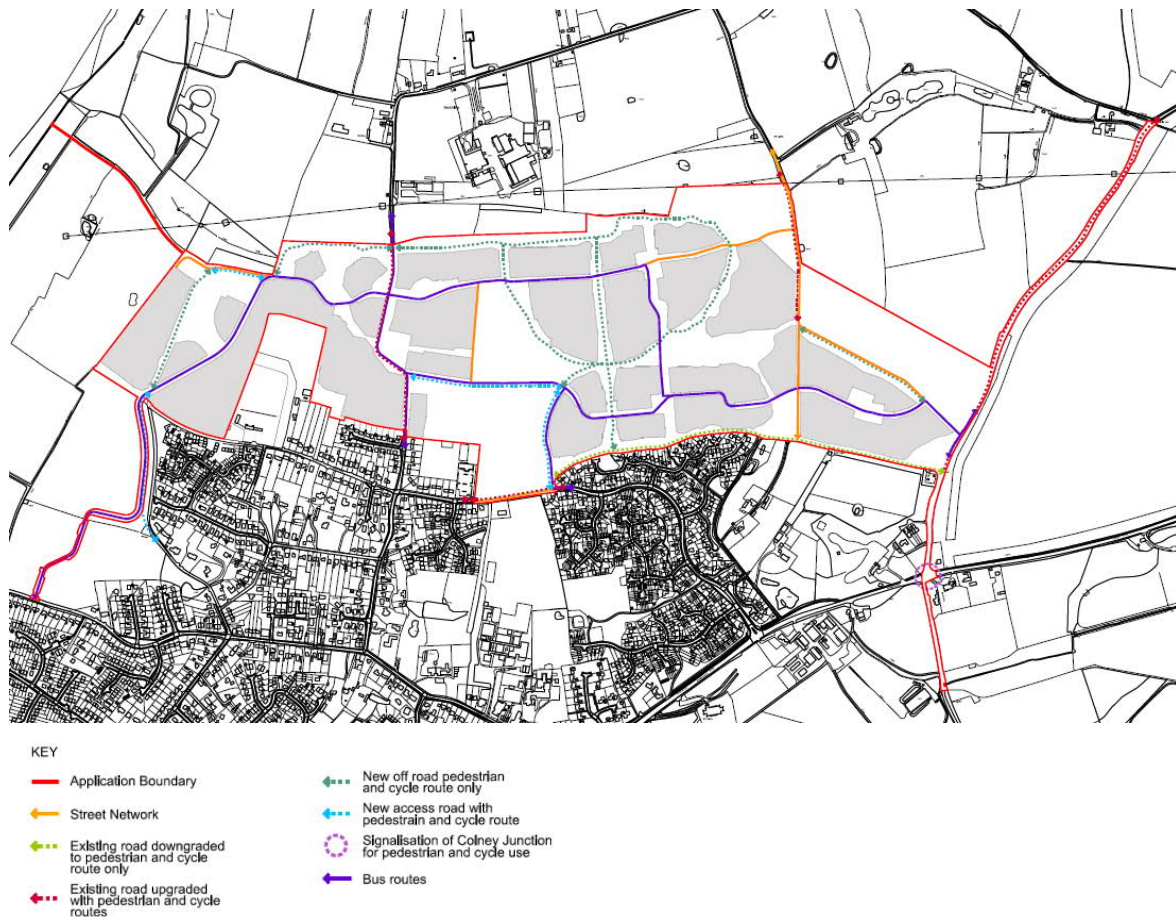 KEY
Application Boundary
Street Network
Existing road downgraded
to pedestrian and cycle
route only
Existing road upgraded
with pedestrian and cycle
routes
New off road pedestrian
and cycle route only
New access road with
pedestrain and cycle route
Signalisation of Colney Junction
for pedestrian and cycle use
Bus routes